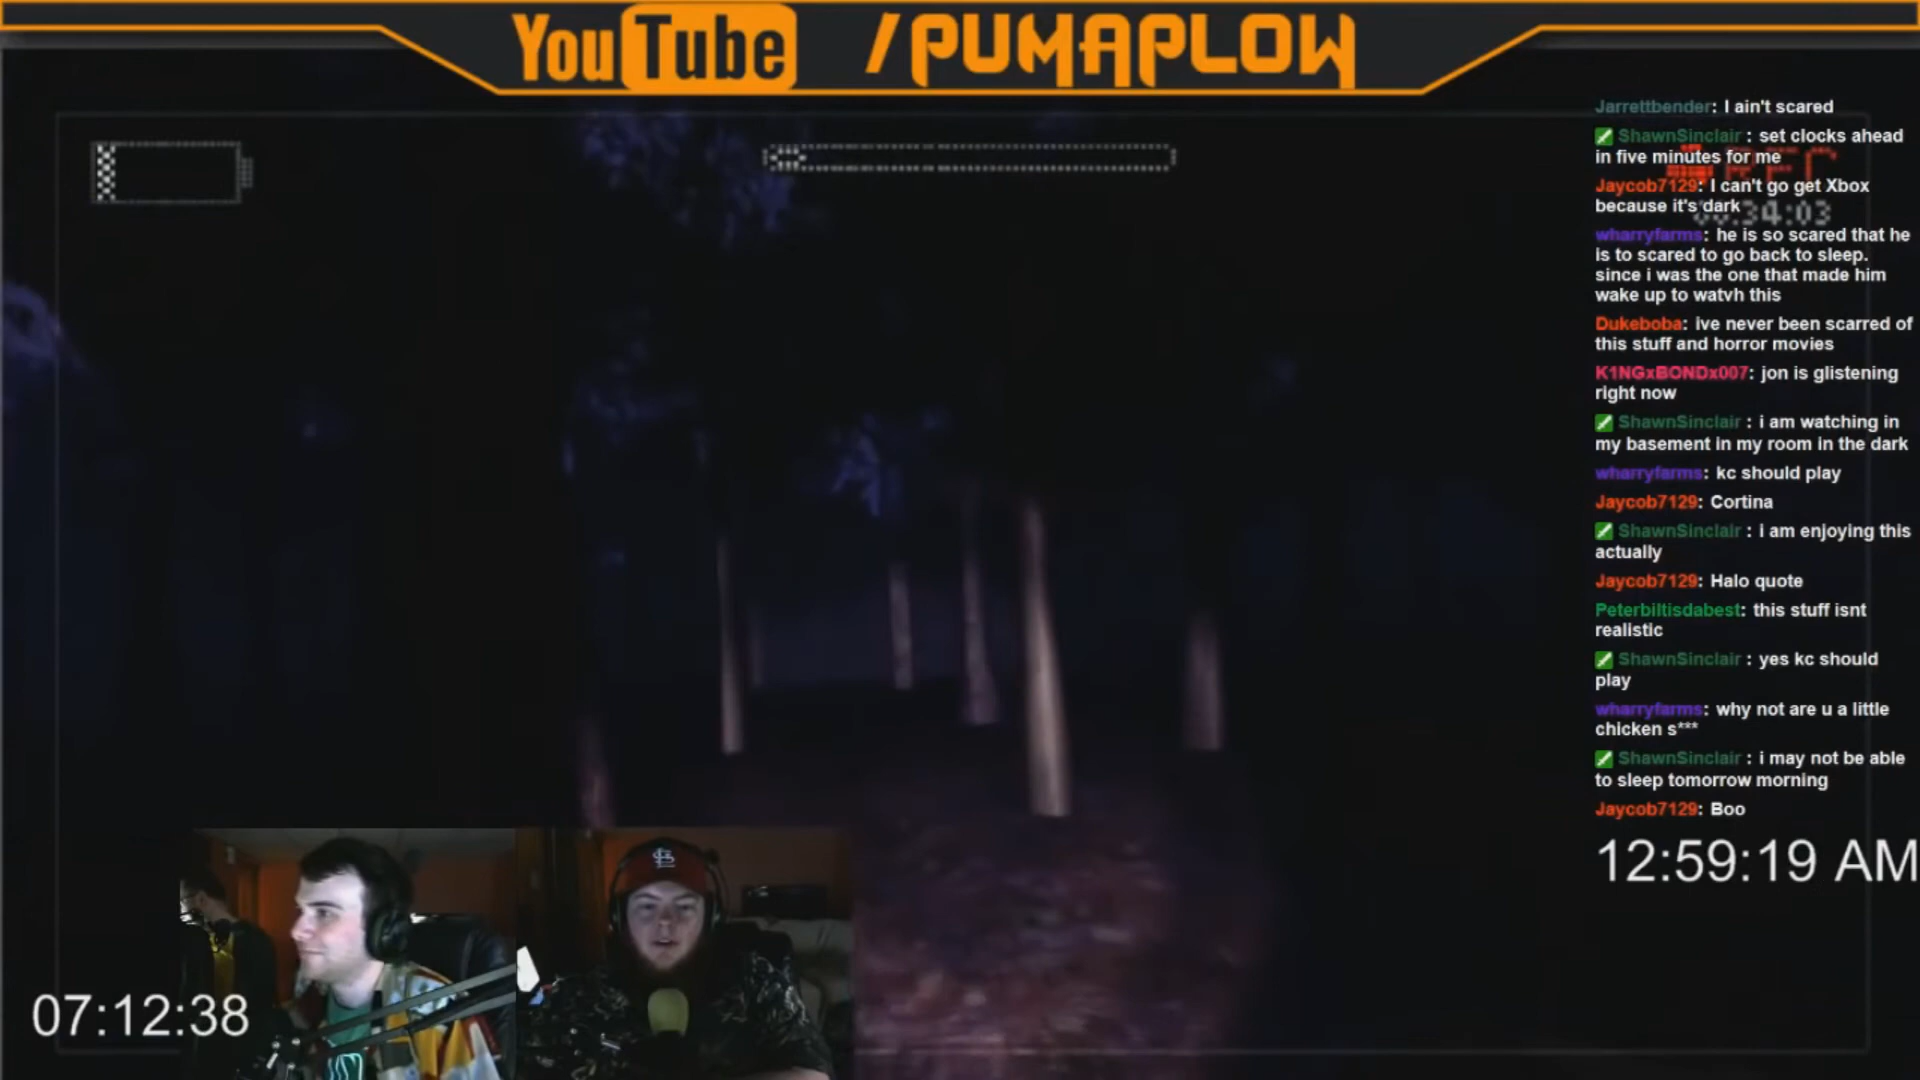 YouTube /PUMAPLOW
Jarrettbender: I ain't scared
ShawnSinclair : set clocks ahead
in five minutes for me
REC
Jaycob7129: I can't go get Xbox
because it's dark
:34:03
wharryfarms: he is so scared that he
is to scared to go back to sleep.
since i was the one that made him
wake up to watvh this
Dukeboba: ive never been scarred of
this stuff and horror movies
K1NGxBONDx007: jon is glistening
right now
ShawnSinclair : i am watching in
my basement in my room in the dark
wharryfarms: kc should play
Jaycob7129: Cortina
ShawnSinclair : i am enjoying this
actually
Jaycob7129: Halo quote
Peterbiltisdabest: this stuff isnt
realistic
ShawnSinclair : yes kc should
play
wharryfarms: why not are u a little
chicken s***
ShawnSinclair : i may not be able
to sleep tomorrow morning
Jaycob7129: Boo
12:59:19 AM
07:12:38